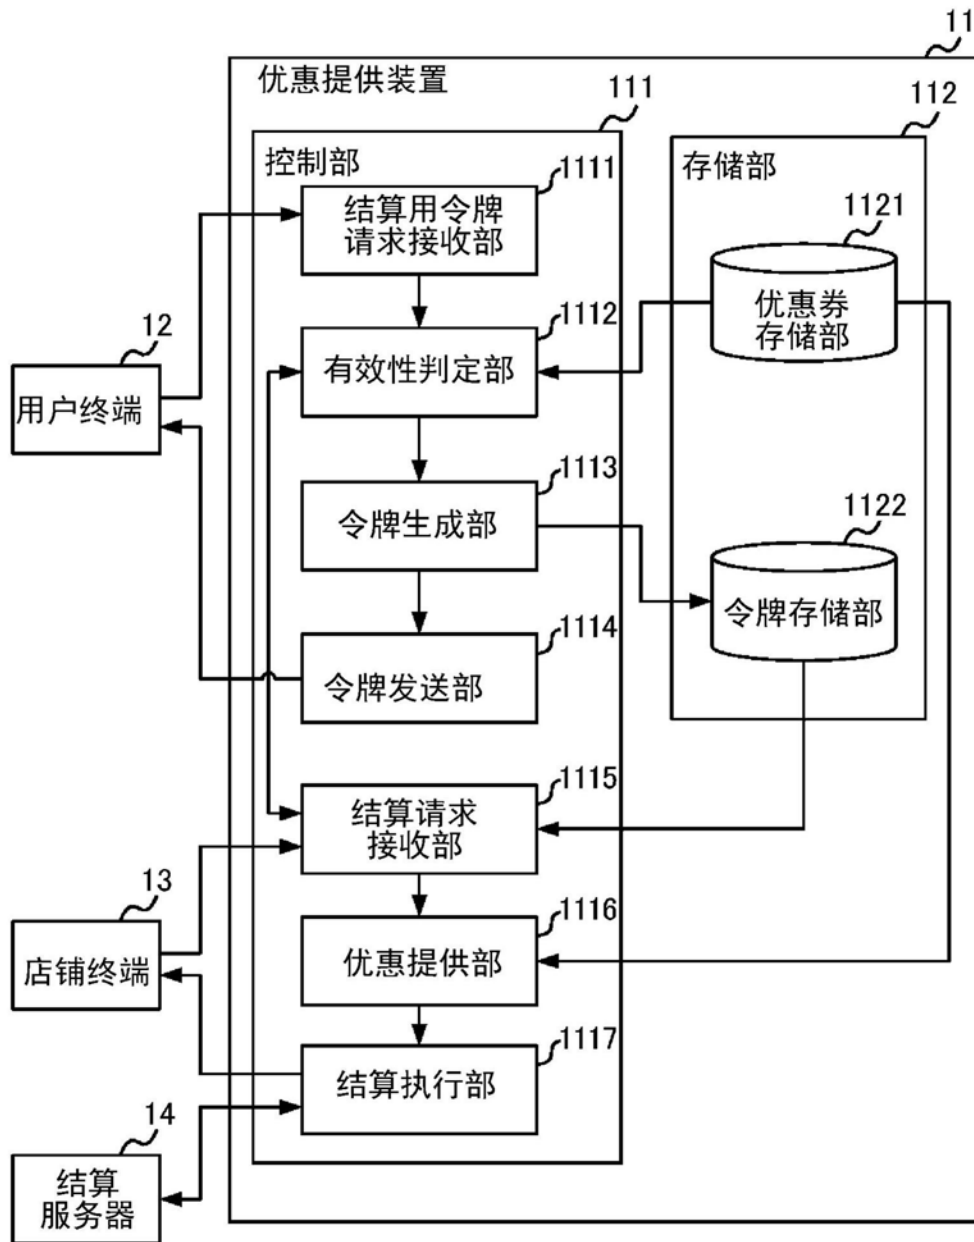 11
优惠提供装置
111
112
控制部
存储部
1111
结算用令牌
请求接收部
1121
优惠券
存储部
12
用户终端
1112
有效性判定部
1113
令牌生成部
1122
令牌存储部
1114
令牌发送部
1115
结算请求
接收部
13
店铺终端
1116
优惠提供部
1117
结算执行部
14
结算
服务器